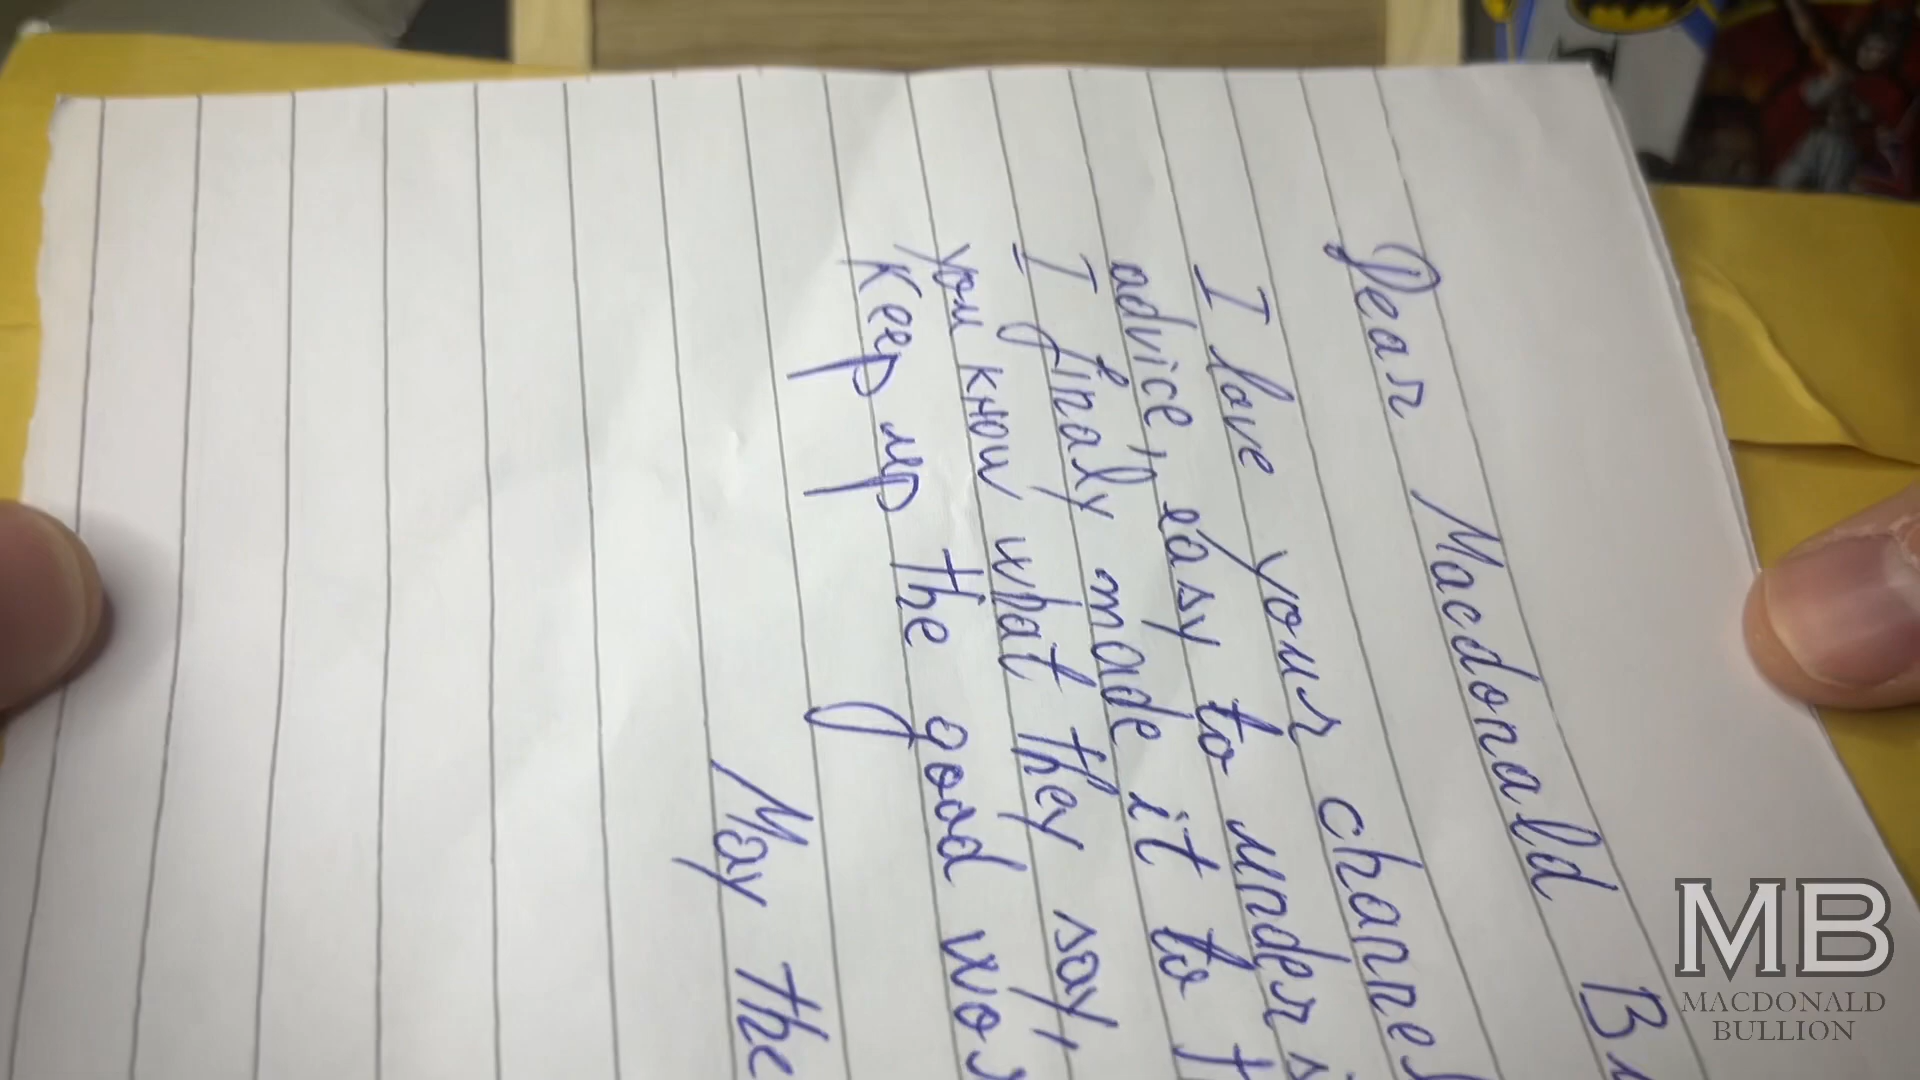 Dear Macdonald B
I love your channel
advice, easy to unders
I finaly made it to t
you know what they say,
Keep up the good wor
May the
MB
MACDONALD
BULLION